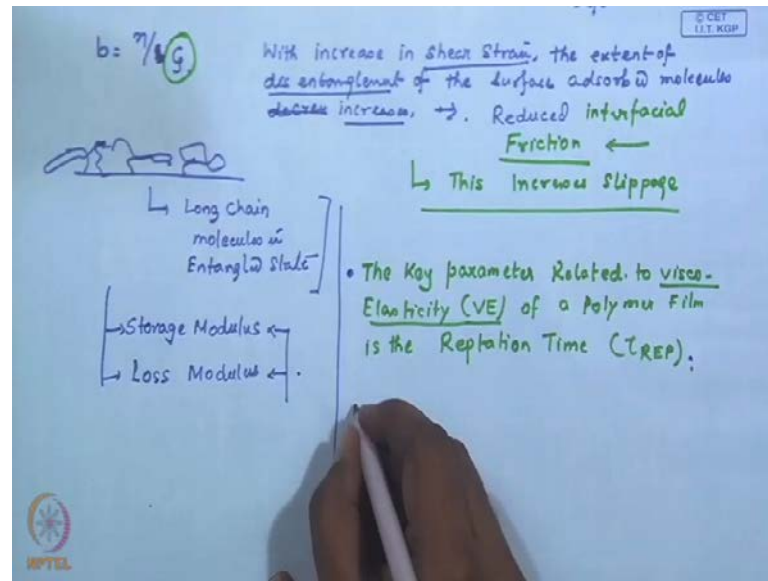 © CET
I.I.T. KGP
b = η/ξ
With increase in Shear Strain, the extent of
dis entanglement of the surface adsorbed molecules
increases, →. Reduced interfacial
Friction ←
↳ This Increases Slippage
↳ Long Chain
molecules in
Entangled State
→ Storage Modulus ←
→ Loss Modulus ←.
• The Key parameter Related to visco-
Elasticity (VE) of a Polymer Film
is the Reptation Time (τREP).
NPTEL